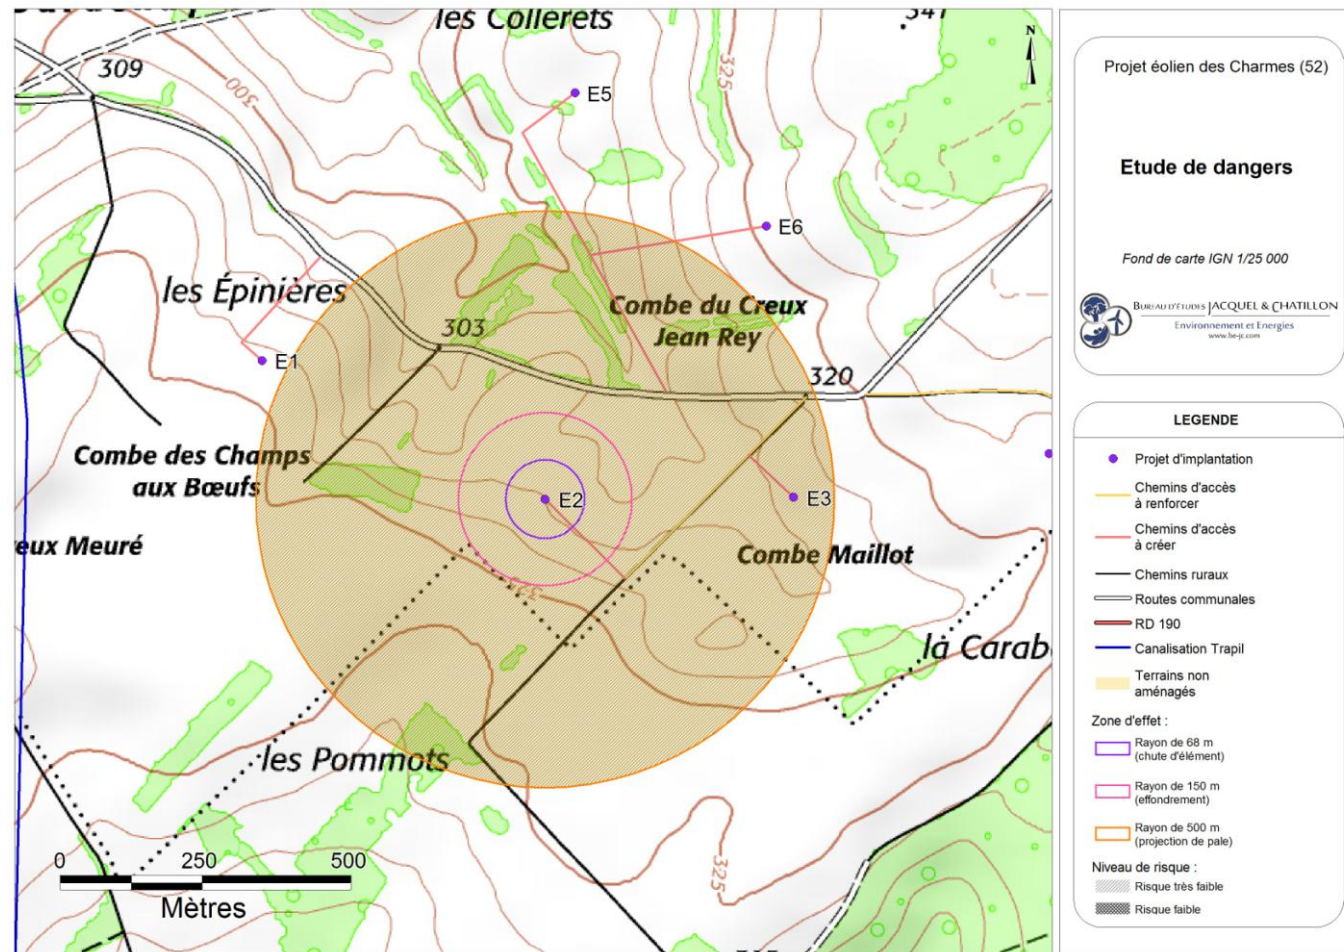 les Collerets
341
N
309
300
325
E5
E6
les Épinières
Combe du Creux
Jean Rey
303
320
E1
Combe des Champs
aux Bœufs
E2
E3
eux Meuré
Combe Maillot
325
la Carab
les Pommots
325
0 250 500
Mètres
Projet éolien des Charmes (52)
Etude de dangers
Fond de carte IGN 1/25 000
BUREAU D'ETUDES JACQUEL & CHATILLON
Environnement et Energies
www.be-jc.com
LEGENDE
Projet d'implantation
Chemins d'accès
à renforcer
Chemins d'accès
à créer
Chemins ruraux
Routes communales
RD 190
Canalisation Trapil
Terrains non
aménagés
Zone d'effet :
Rayon de 68 m
(chute d'élément)
Rayon de 150 m
(effondrement)
Rayon de 500 m
(projection de pale)
Niveau de risque :
Risque très faible
Risque faible